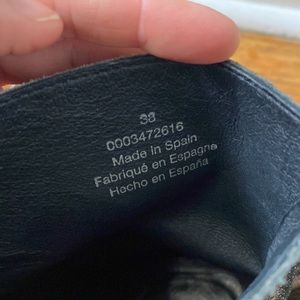 38
0003472616
Made in Spain
Fabriqué en Espagne
Hecho en España